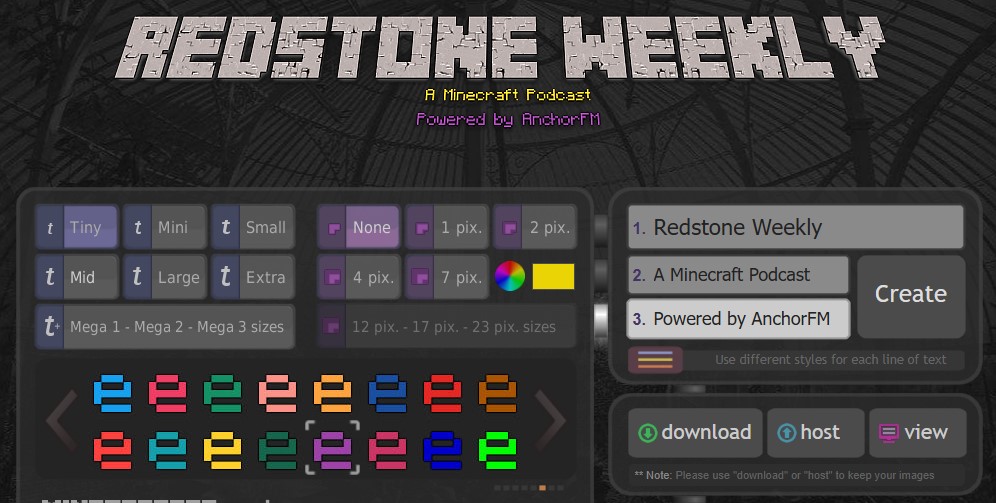 REDSTONE WEEKLY
A Minecraft Podcast
Powered by AnchorFM
t Tiny t Mini t Small None 1 pix. 2 pix.
t Mid t Large t Extra 4 pix. 7 pix.
t+ Mega 1 - Mega 2 - Mega 3 sizes 12 pix. - 17 pix. - 23 pix. sizes
e e e e e e e e
e e e e e e e e
1. Redstone Weekly
2. A Minecraft Podcast
3. Powered by AnchorFM
Create
Use different styles for each line of text
download host view
** Note: Please use "download" or "host" to keep your images